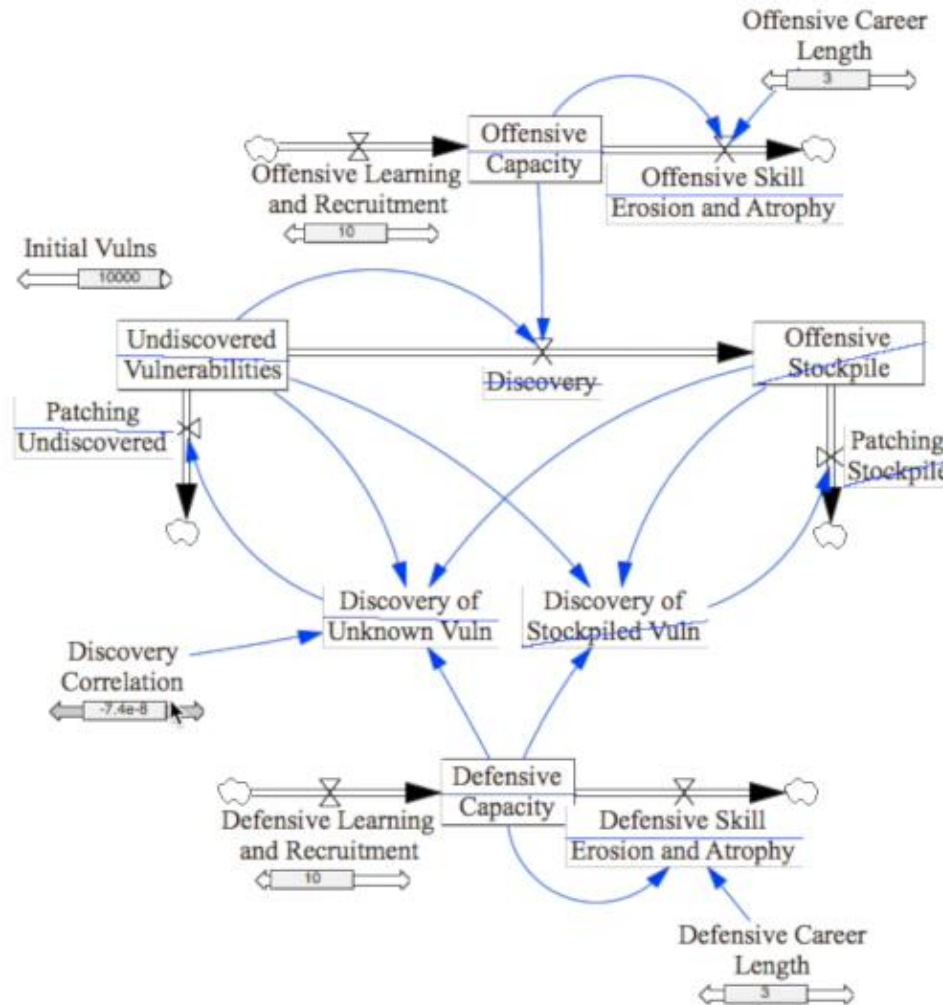 Offensive Career
Length
3
Offensive
Capacity
Offensive Learning
and Recruitment
10
Offensive Skill
Erosion and Atrophy
Initial Vulns
10000
Undiscovered
Vulnerabilities
Offensive
Stockpile
Discovery
Patching
Undiscovered
Patching
Stockpile
Discovery of
Unknown Vuln
Discovery of
Stockpiled Vuln
Discovery
Correlation
-7.4e-8
Defensive
Capacity
Defensive Learning
and Recruitment
10
Defensive Skill
Erosion and Atrophy
Defensive Career
Length
3